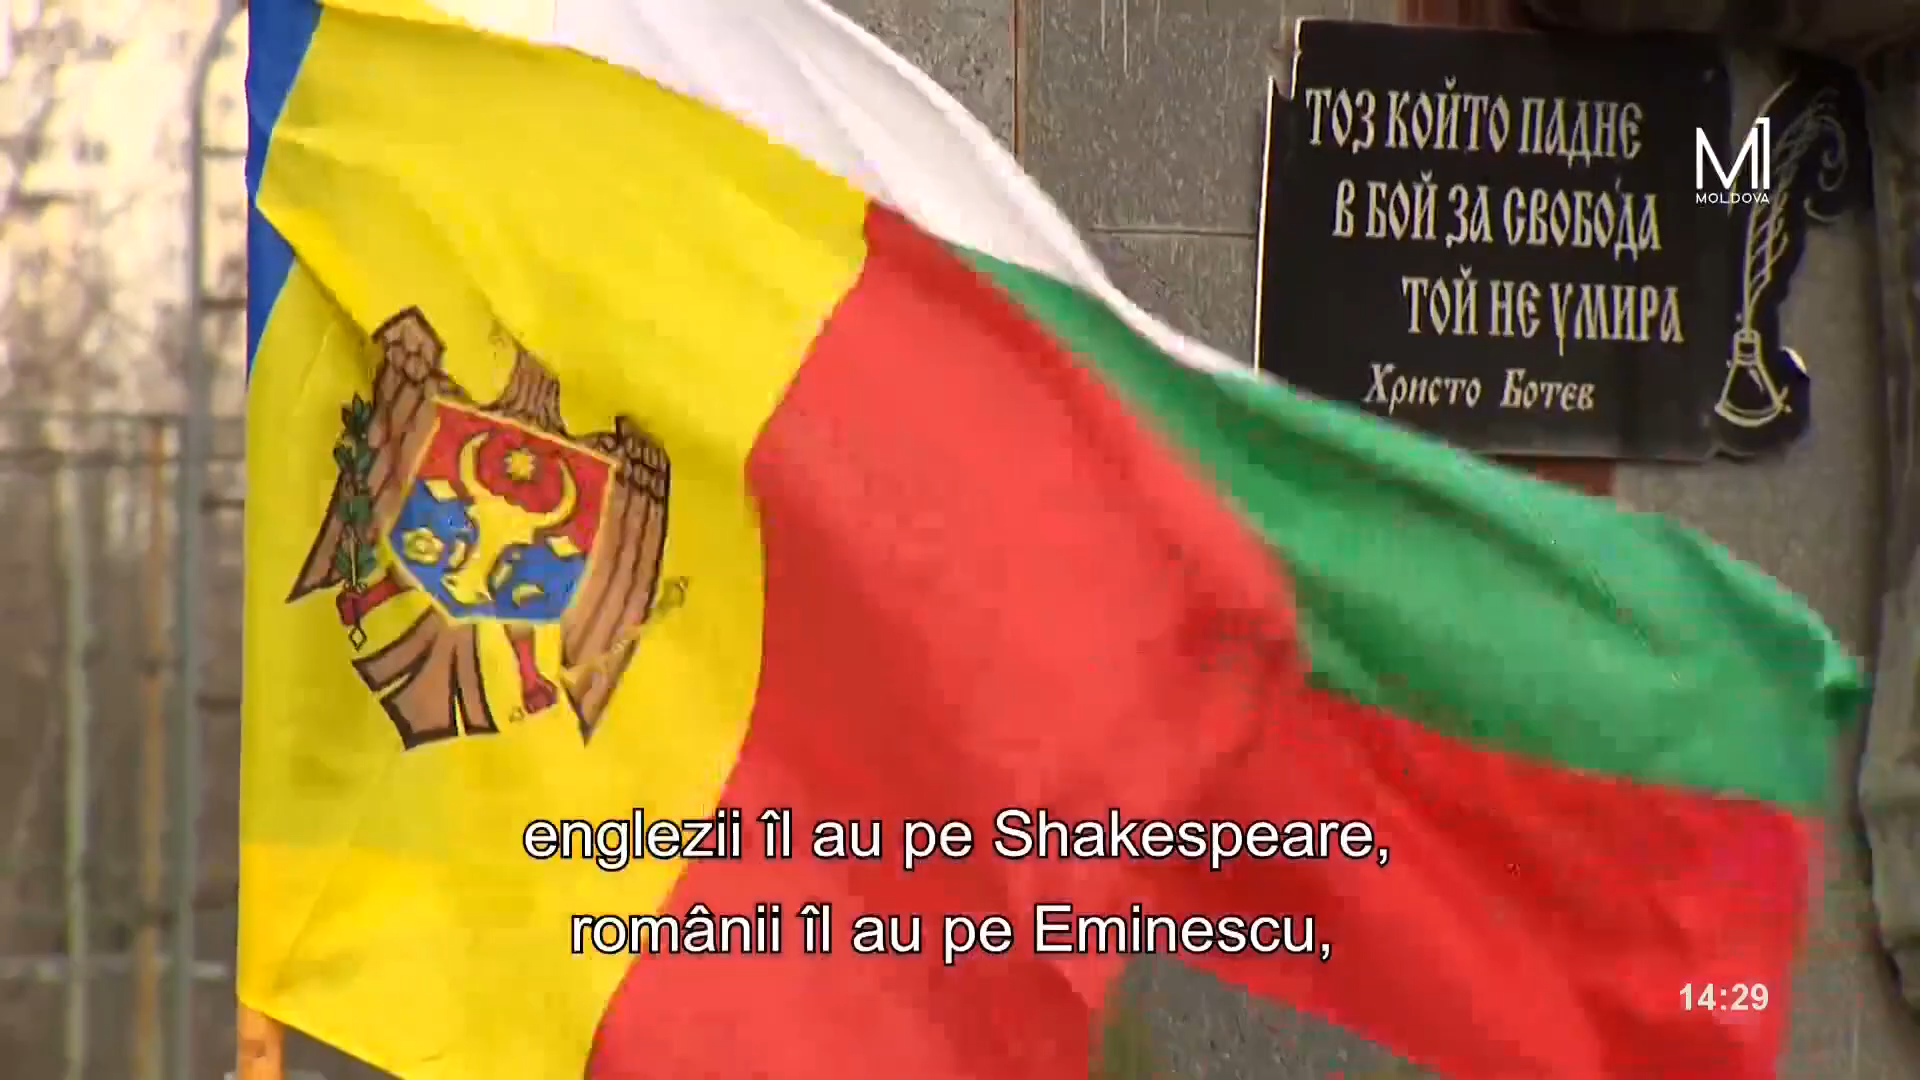 ТОЗ КОЙТО ПАДНЕ
В БОЙ ЗА СВОБОДА
ТОЙ НЕ УМИРА
Христо Ботев
M1
MOLDOVA
englezii îl au pe Shakespeare,
românii îl au pe Eminescu,
14:29